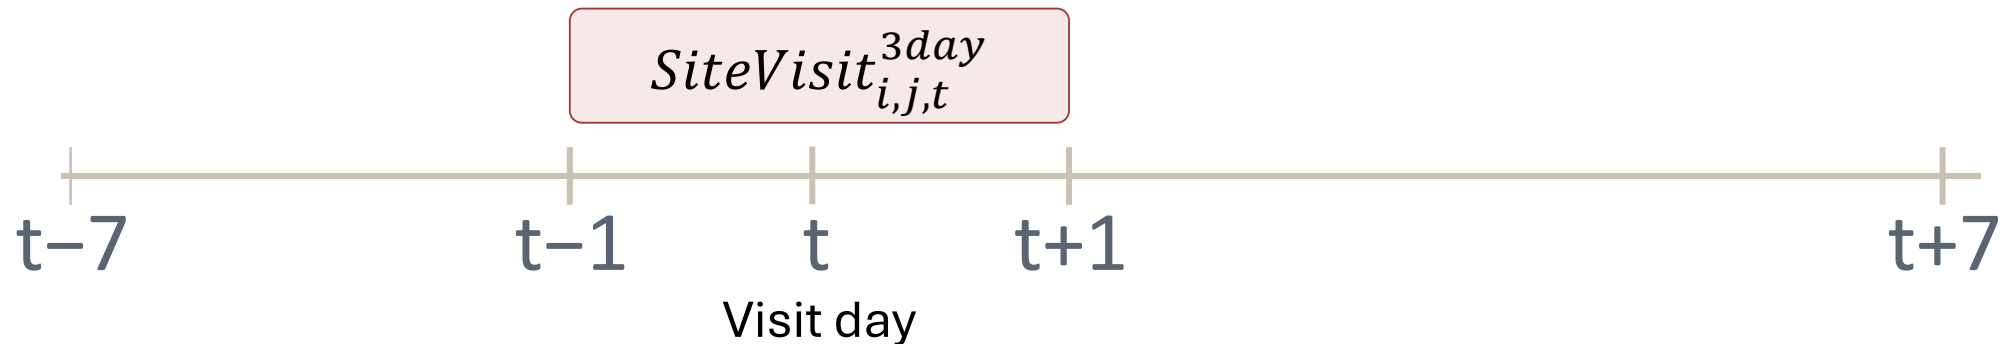 SiteVisit^{3day}_{i,j,t}
t−7 t−1 t t+1 t+7
Visit day